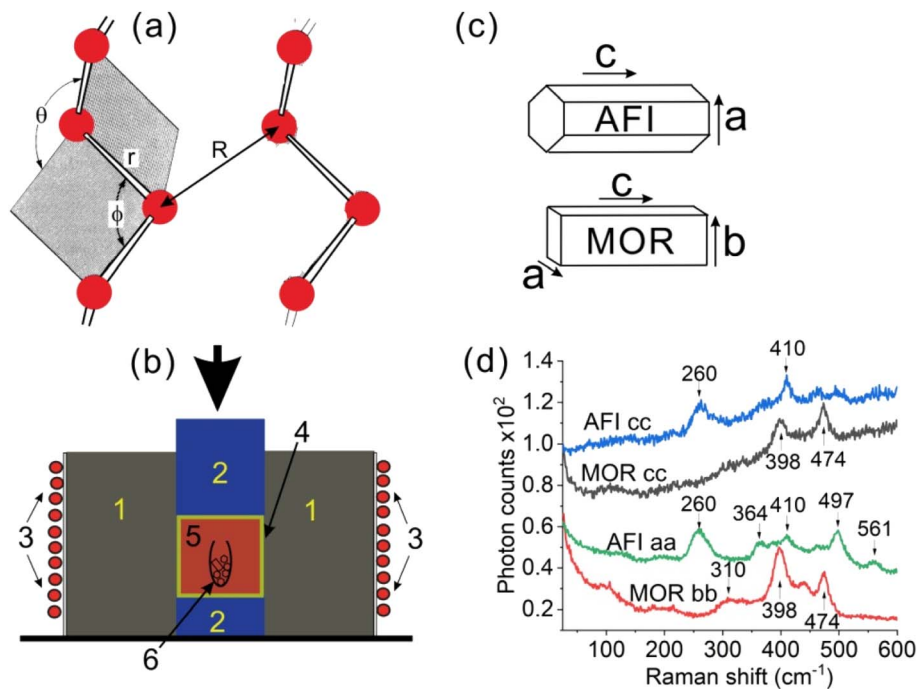 (a)
θ
r
R
ϕ
(c)
c
AFI
a
c
MOR
b
a
(b)
4
2
1
1
5
3
3
2
6
(d)
Photon counts x10²
1.4
1.2
1.0
0.8
0.6
0.4
0.2
260
410
AFI cc
MOR cc
398
474
260
364
410
497
561
AFI aa
310
MOR bb
398
474
100
200
300
400
500
600
Raman shift (cm⁻¹)